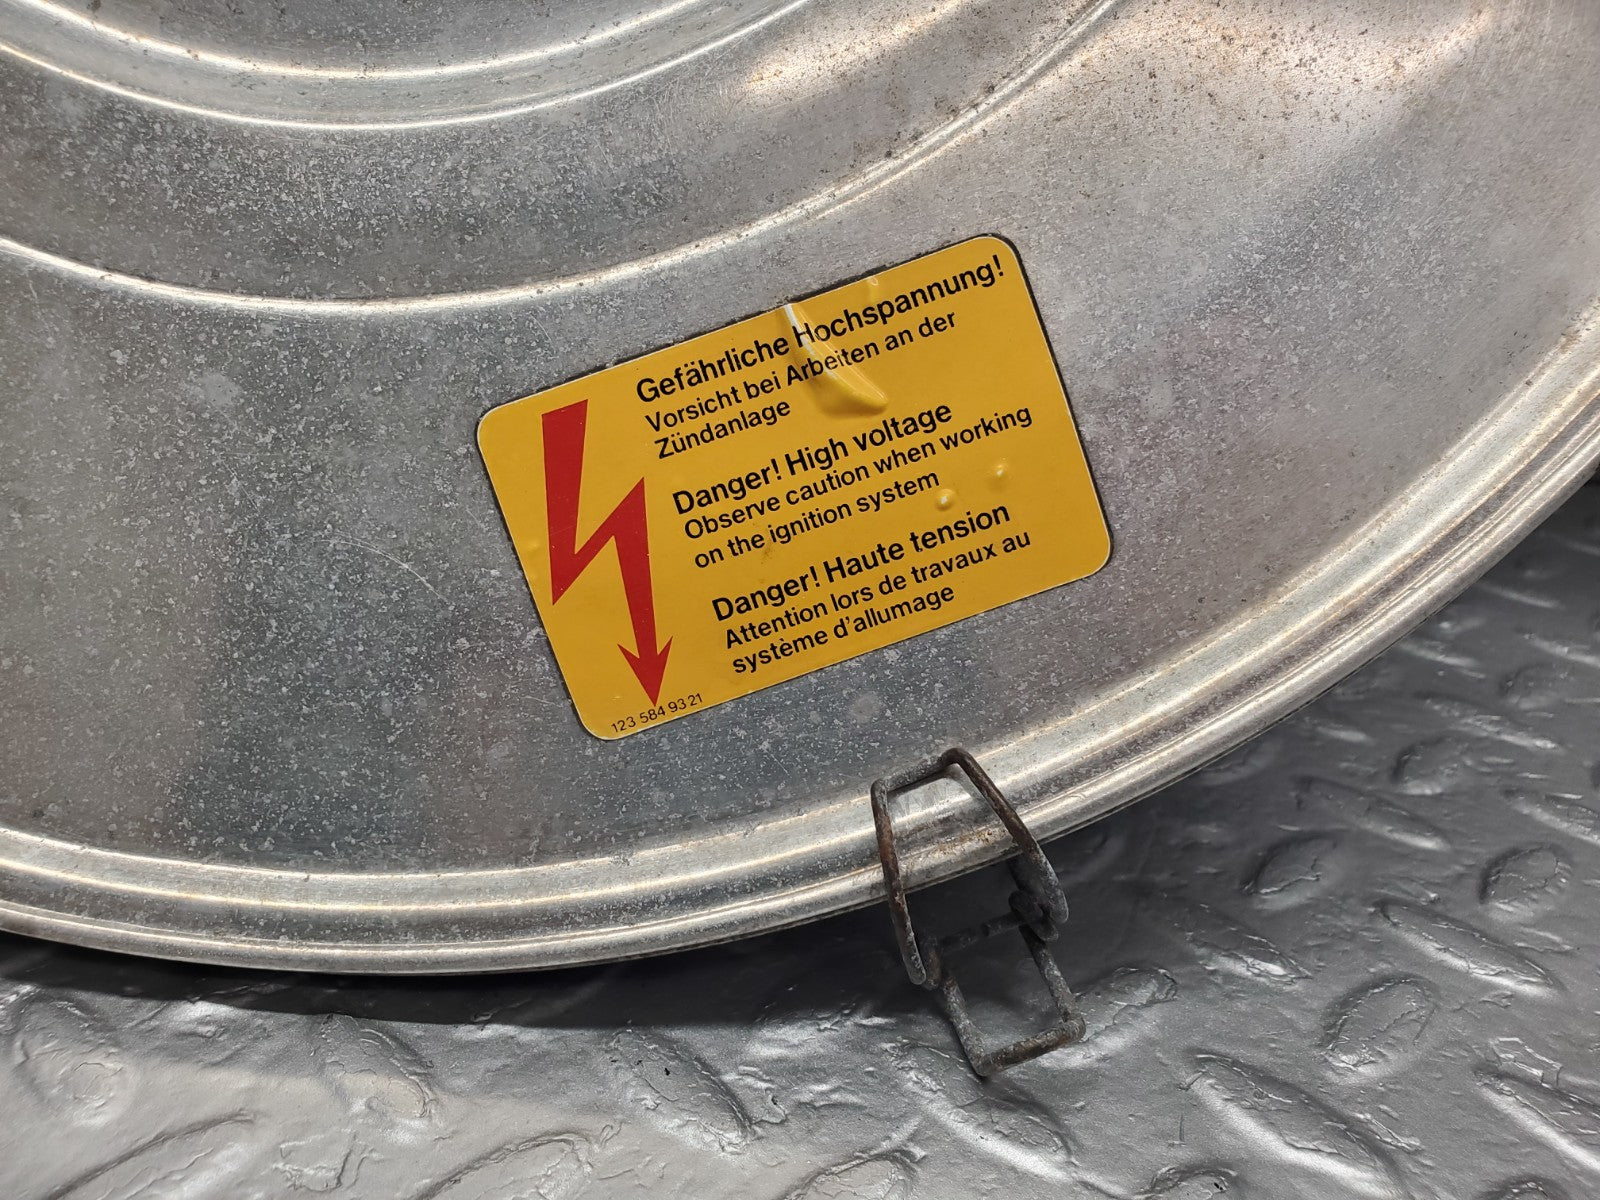 Gefährliche Hochspannung!
Vorsicht bei Arbeiten an der
Zündanlage
Danger! High voltage
Observe caution when working
on the ignition system
Danger! Haute tension
Attention lors de travaux au
système d'allumage
123 584 93 21